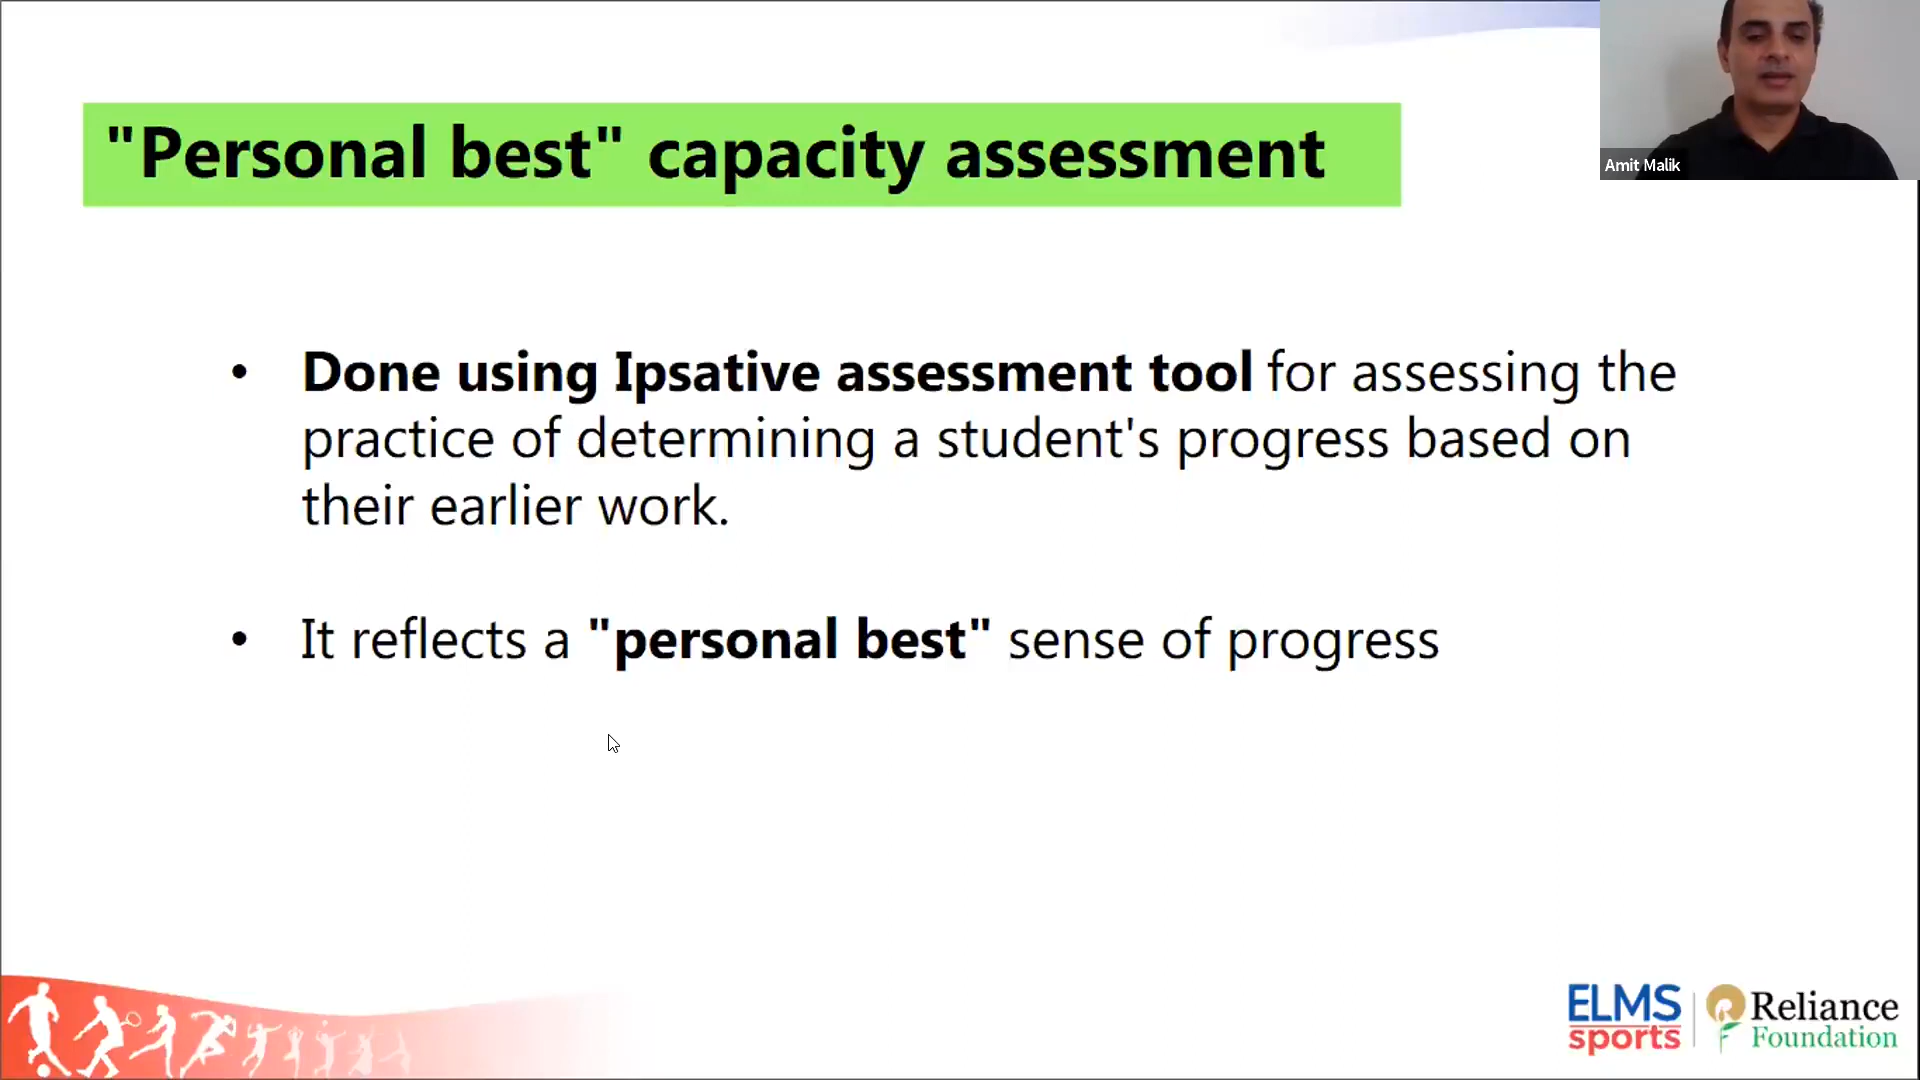 "Personal best" capacity assessment
Amit Malik
• Done using Ipsative assessment tool for assessing the
practice of determining a student's progress based on
their earlier work.
• It reflects a "personal best" sense of progress
ELMS
sports
Reliance
Foundation